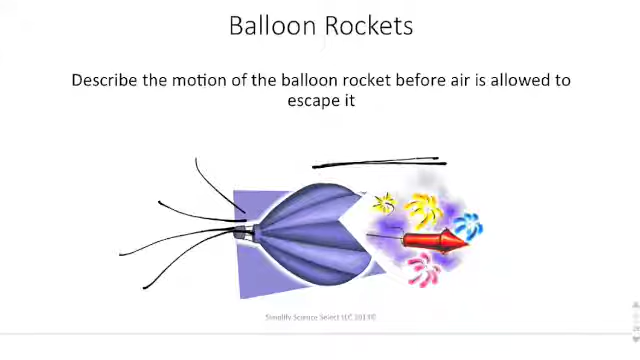 Balloon Rockets
Describe the motion of the balloon rocket before air is allowed to
escape it
Simplify Science Select LLC 2013©